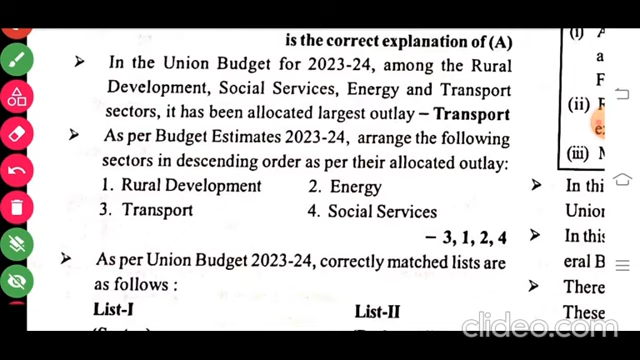 is the correct explanation of (A)
➤ In the Union Budget for 2023-24, among the Rural
Development, Social Services, Energy and Transport
sectors, it has been allocated largest outlay – Transport
➤ As per Budget Estimates 2023-24, arrange the following
sectors in descending order as per their allocated outlay:
1. Rural Development 2. Energy
3. Transport 4. Social Services
– 3, 1, 2, 4
➤ As per Union Budget 2023-24, correctly matched lists are
as follows :
List-I List-II
(i) A
a
F
(ii)
(iii)
➤ In thi
Union
➤ In this
eral B
➤ There
These
clideo.com